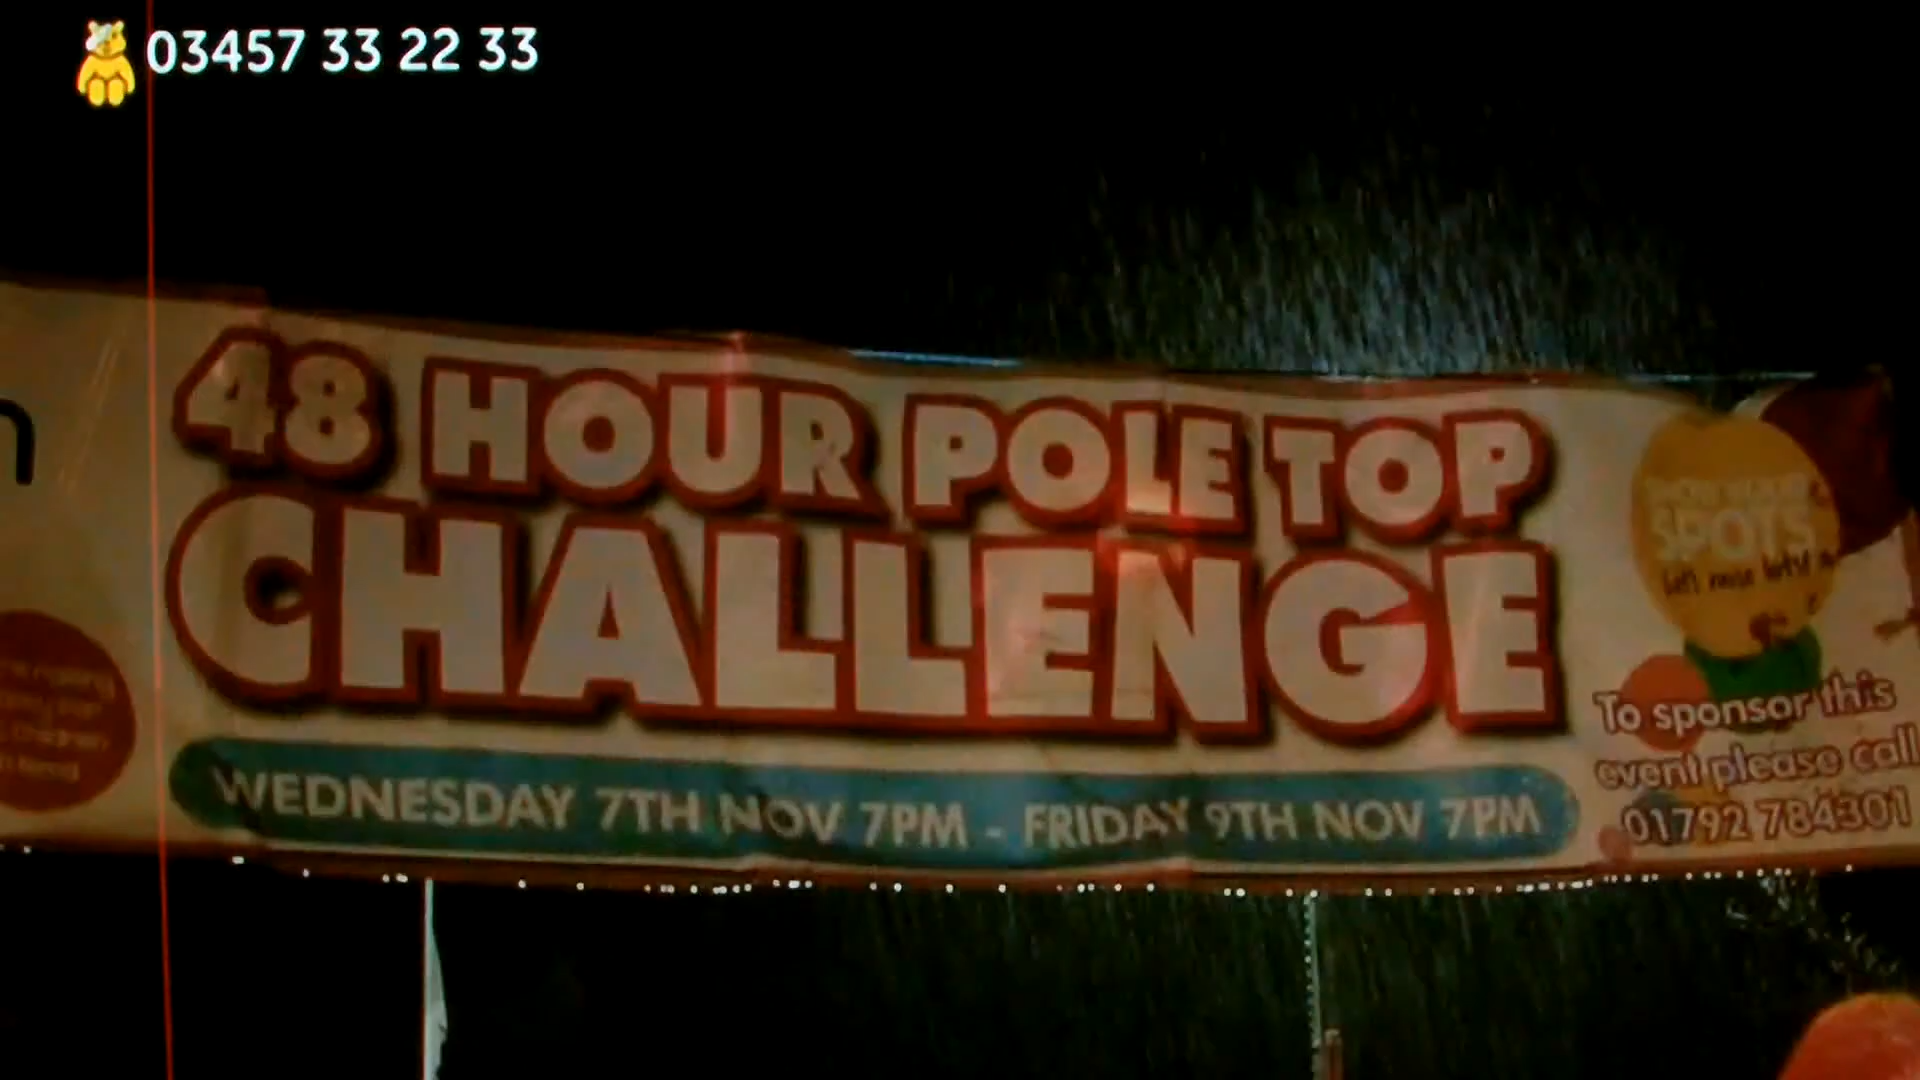 03457 33 22 33
48 HOUR POLE TOP
CHALLENGE
WEDNESDAY 7TH NOV 7PM - FRIDAY 9TH NOV 7PM
SPOTS
To sponsor this
event please call
01792 784301